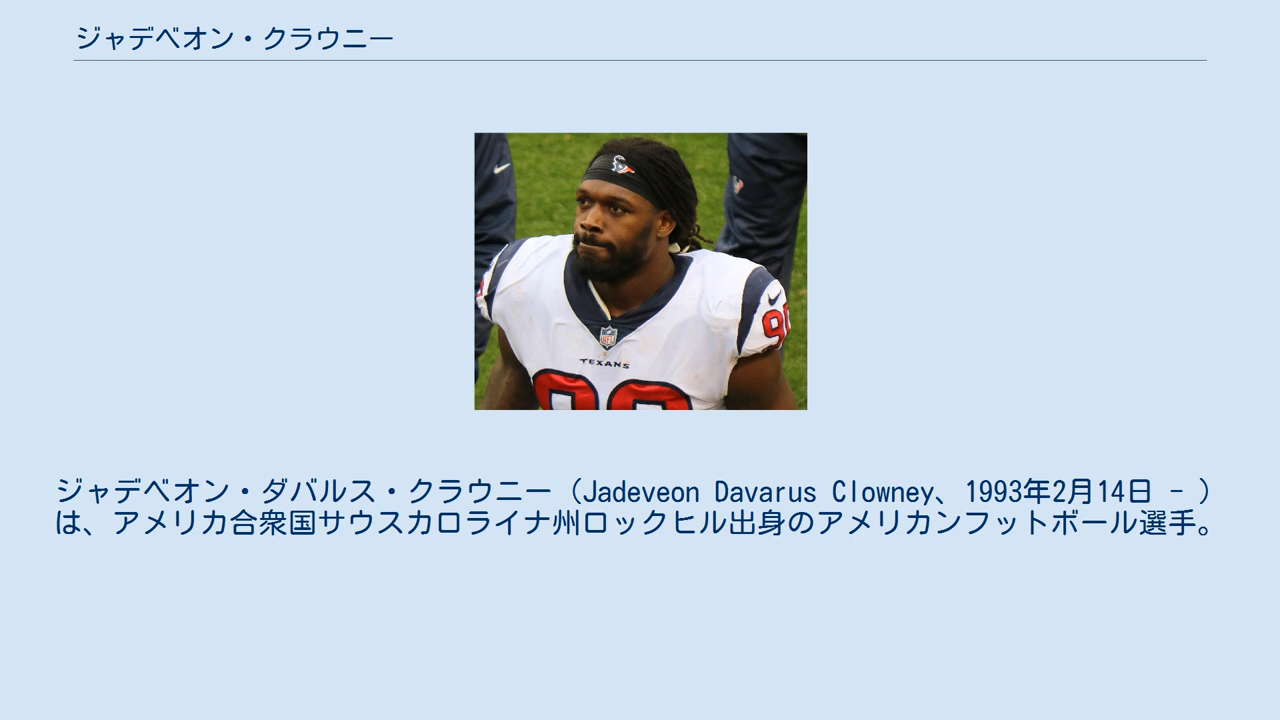 ジャデベオン・クラウニー
TEXANS
ジャデベオン・ダバルス・クラウニー（Jadeveon Davarus Clowney、1993年2月14日 - ）
は、アメリカ合衆国サウスカロライナ州ロックヒル出身のアメリカンフットボール選手。